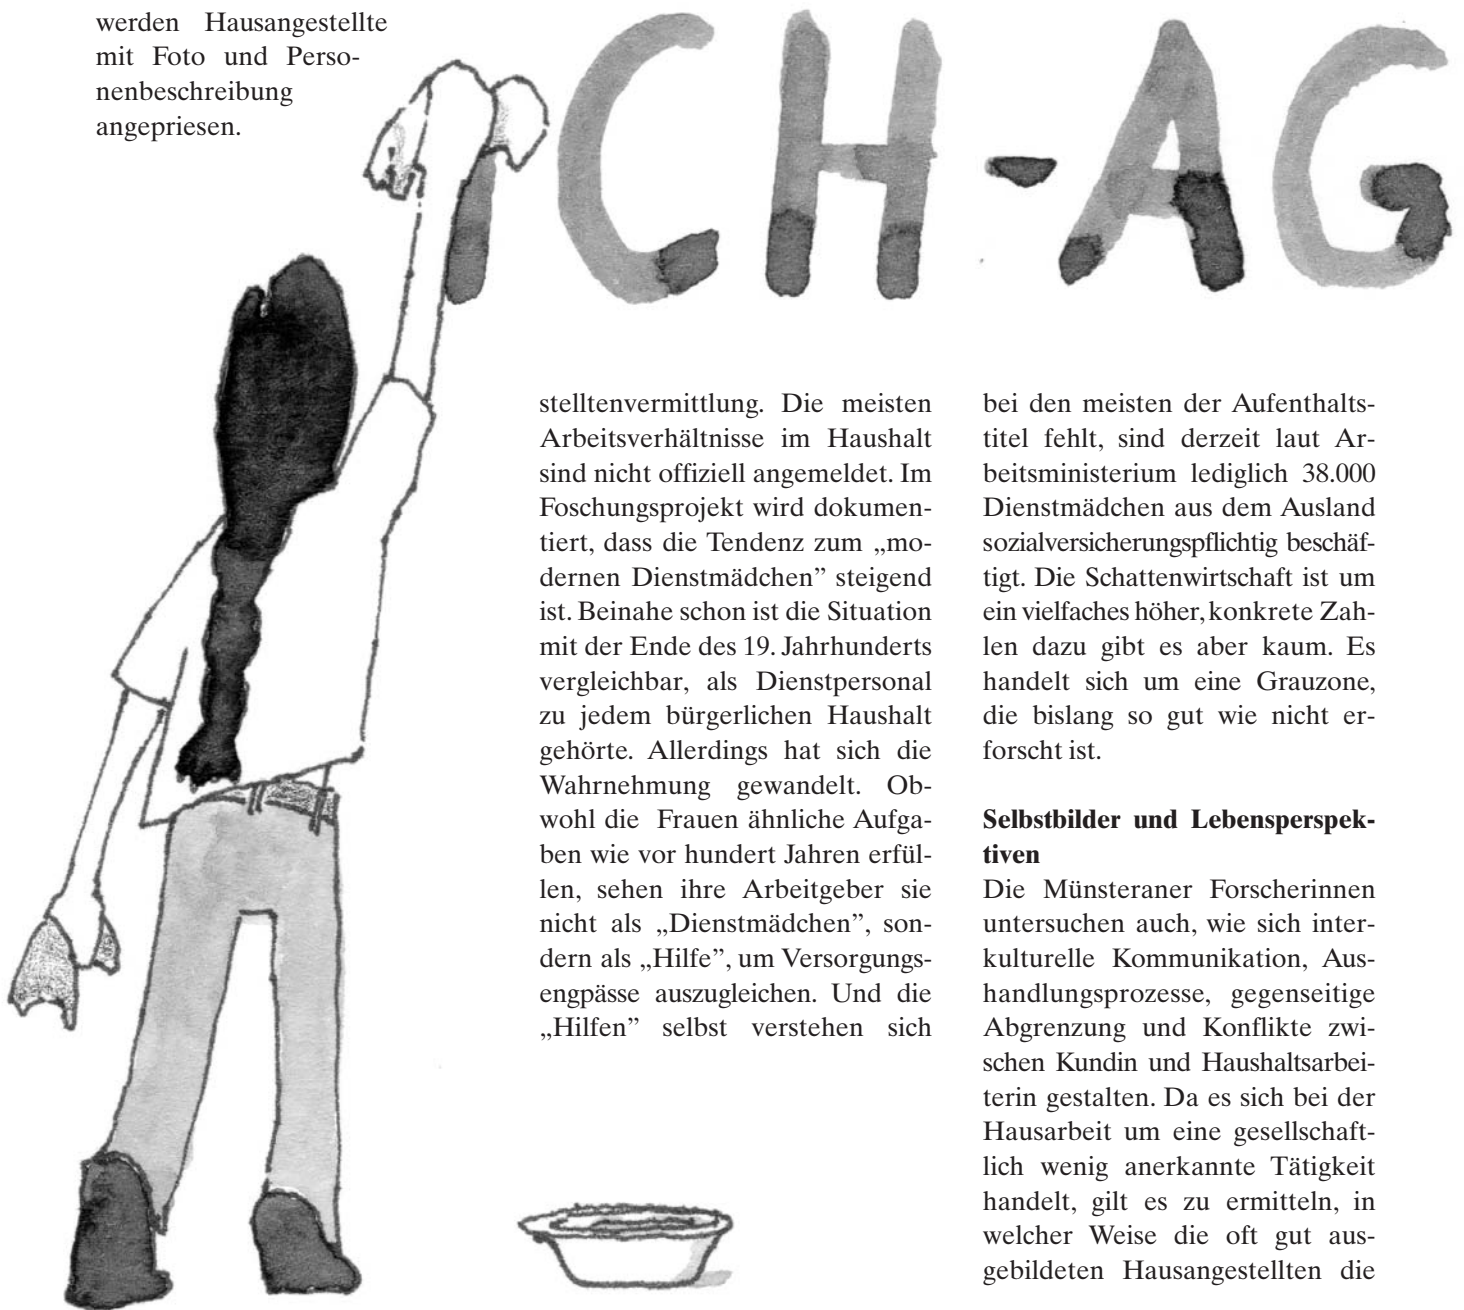 werden Hausangestellte
mit Foto und Perso-
nenbeschreibung
angepriesen.
ICH-AG
stelltenvermittlung. Die meisten
Arbeitsverhältnisse im Haushalt
sind nicht offiziell angemeldet. Im
Foschungsprojekt wird dokumen-
tiert, dass die Tendenz zum „mo-
dernen Dienstmädchen” steigend
ist. Beinahe schon ist die Situation
mit der Ende des 19. Jahrhunderts
vergleichbar, als Dienstpersonal
zu jedem bürgerlichen Haushalt
gehörte. Allerdings hat sich die
Wahrnehmung gewandelt. Ob-
wohl die Frauen ähnliche Aufga-
ben wie vor hundert Jahren erfül-
len, sehen ihre Arbeitgeber sie
nicht als „Dienstmädchen”, son-
dern als „Hilfe”, um Versorgungs-
engpässe auszugleichen. Und die
„Hilfen” selbst verstehen sich
bei den meisten der Aufenthalts-
titel fehlt, sind derzeit laut Ar-
beitsministerium lediglich 38.000
Dienstmädchen aus dem Ausland
sozialversicherungspflichtig beschäf-
tigt. Die Schattenwirtschaft ist um
ein vielfaches höher, konkrete Zah-
len dazu gibt es aber kaum. Es
handelt sich um eine Grauzone,
die bislang so gut wie nicht er-
forscht ist.
Selbstbilder und Lebensperspek-
tiven
Die Münsteraner Forscherinnen
untersuchen auch, wie sich inter-
kulturelle Kommunikation, Aus-
handlungsprozesse, gegenseitige
Abgrenzung und Konflikte zwi-
schen Kundin und Haushaltsarbei-
terin gestalten. Da es sich bei der
Hausarbeit um eine gesellschaft-
lich wenig anerkannte Tätigkeit
handelt, gilt es zu ermitteln, in
welcher Weise die oft gut aus-
gebildeten Hausangestellten die